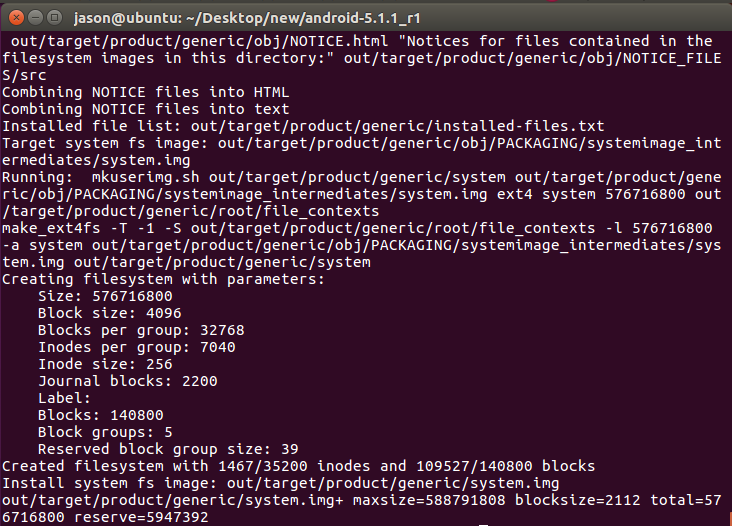 jason@ubuntu: ~/Desktop/new/android-5.1.1_r1
out/target/product/generic/obj/NOTICE.html "Notices for files contained in the
filesystem images in this directory:" out/target/product/generic/obj/NOTICE_FILE
S/src
Combining NOTICE files into HTML
Combining NOTICE files into text
Installed file list: out/target/product/generic/installed-files.txt
Target system fs image: out/target/product/generic/obj/PACKAGING/systemimage_int
ermediates/system.img
Running:  mkuserimg.sh out/target/product/generic/system out/target/product/gene
ric/obj/PACKAGING/systemimage_intermediates/system.img ext4 system 576716800 out
/target/product/generic/root/file_contexts
make_ext4fs -T -1 -S out/target/product/generic/root/file_contexts -l 576716800
-a system out/target/product/generic/obj/PACKAGING/systemimage_intermediates/sys
tem.img out/target/product/generic/system
Creating filesystem with parameters:
    Size: 576716800
    Block size: 4096
    Blocks per group: 32768
    Inodes per group: 7040
    Inode size: 256
    Journal blocks: 2200
    Label:
    Blocks: 140800
    Block groups: 5
    Reserved block group size: 39
Created filesystem with 1467/35200 inodes and 109527/140800 blocks
Install system fs image: out/target/product/generic/system.img
out/target/product/generic/system.img+ maxsize=588791808 blocksize=2112 total=57
6716800 reserve=5947392